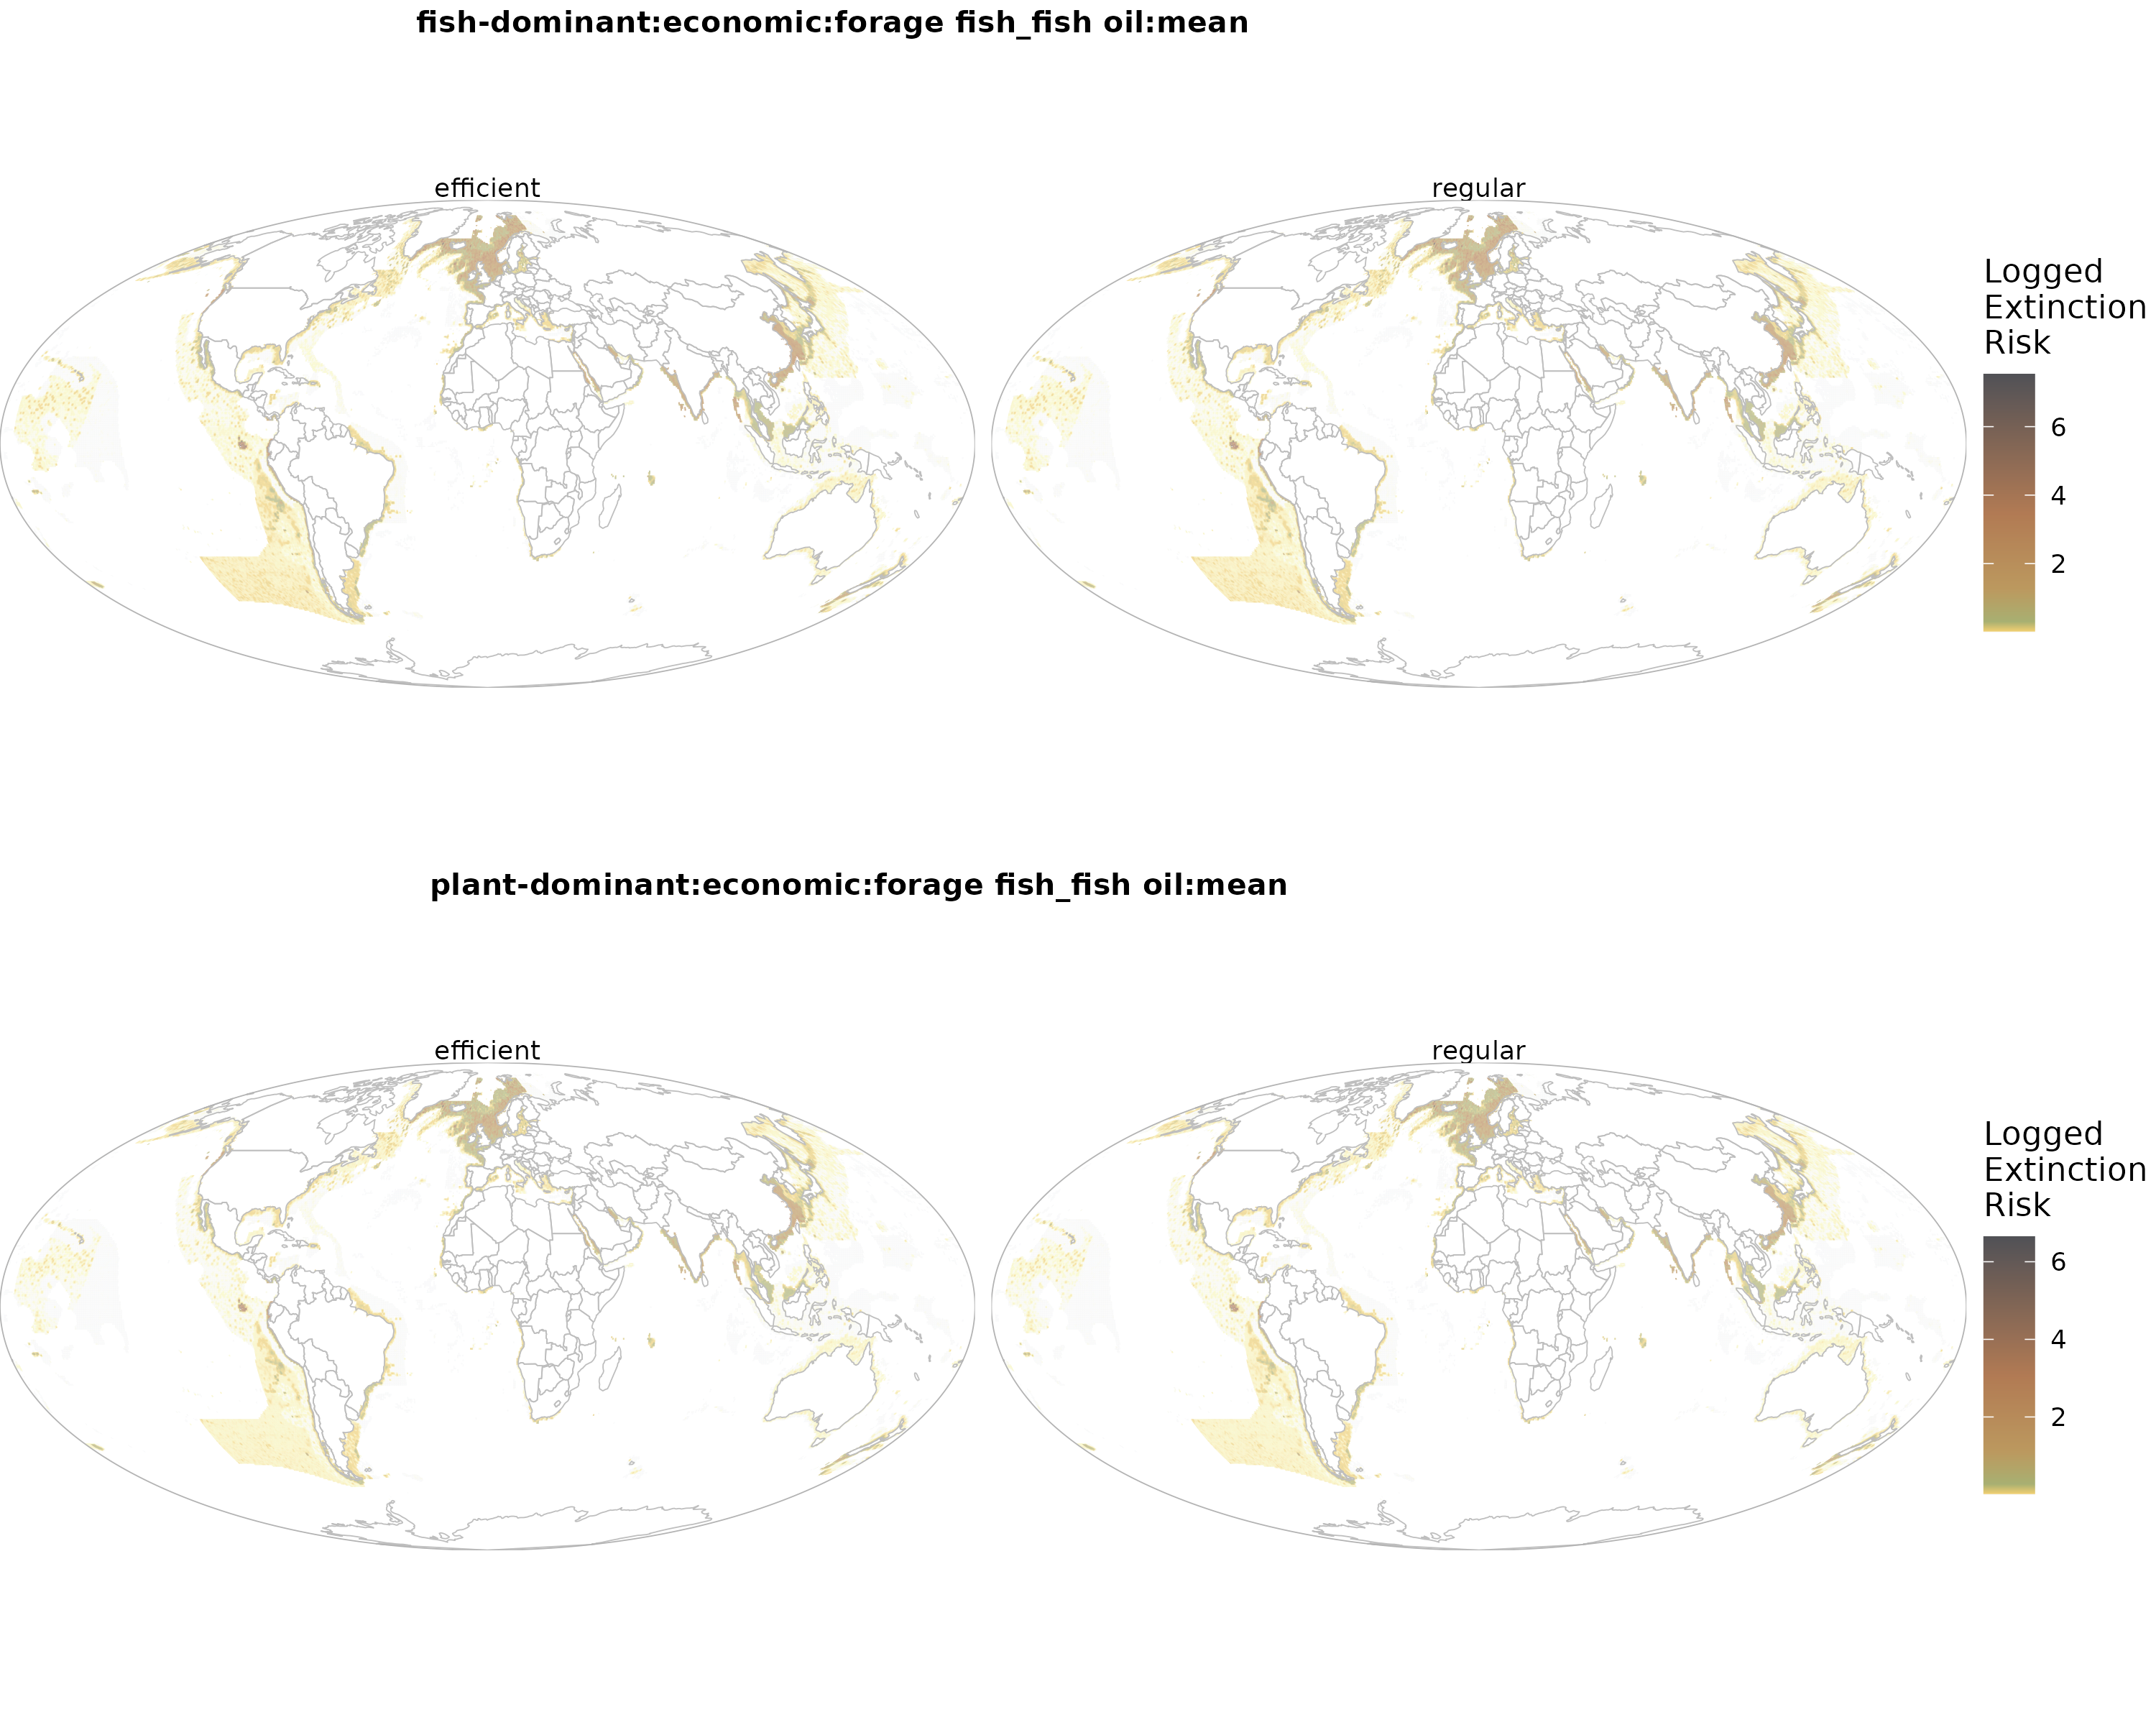 fish-dominant:economic:forage fish_fish oil:mean
efficient
regular
Logged
Extinction
Risk
6
4
2
plant-dominant:economic:forage fish_fish oil:mean
efficient
regular
Logged
Extinction
Risk
6
4
2